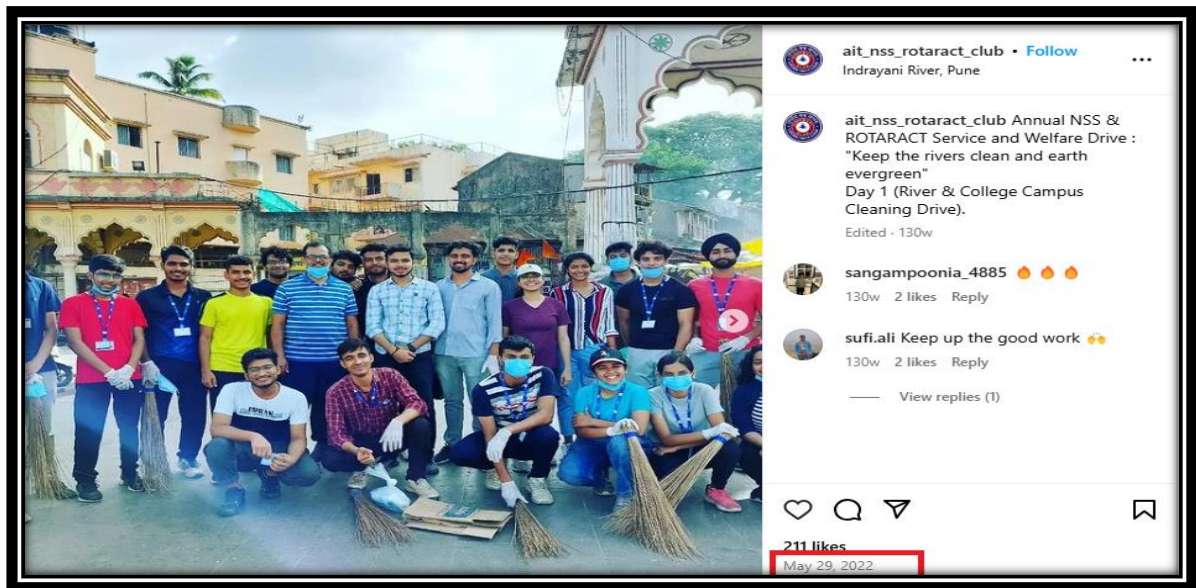 ait_nss_rotaract_club • Follow
Indrayani River, Pune
ait_nss_rotaract_club Annual NSS &
ROTARACT Service and Welfare Drive :
"Keep the rivers clean and earth
evergreen"
Day 1 (River & College Campus
Cleaning Drive).
Edited · 130w
sangampoonia_4885 🔥 🔥 🔥
130w 2 likes Reply
sufi.ali Keep up the good work 🙌
130w 2 likes Reply
View replies (1)
211 likes
May 29, 2022